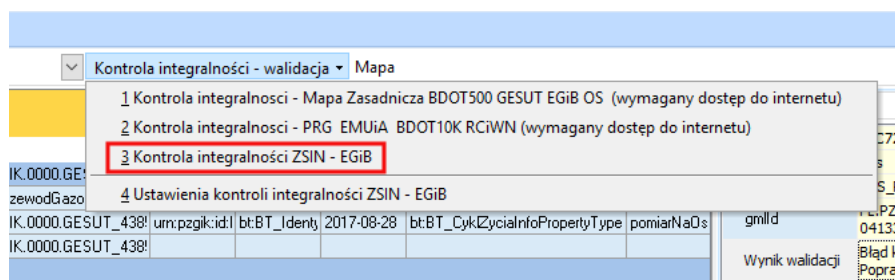 Kontrola integralności - walidacja Mapa
1 Kontrola integralnosci - Mapa Zasadnicza BDOT500 GESUT EGiB OS (wymagany dostęp do internetu)
2 Kontrola integralnosci - PRG EMUiA BDOT10K RCiWN (wymagany dostęp do internetu)
3 Kontrola integralności ZSIN - EGiB
4 Ustawienia kontroli integralności ZSIN - EGiB
IK.0000.GE
zewodGazo
IK.0000.GESUT_438 urn:pzgik:id:I bt:BT_Identy 2017-08-28 bt:BT_CyklZyciaInfoPropertyType pomiarNaOs
IK.0000.GESUT_438
gmlId
0413
Wynik walidacji Błąd
Popra